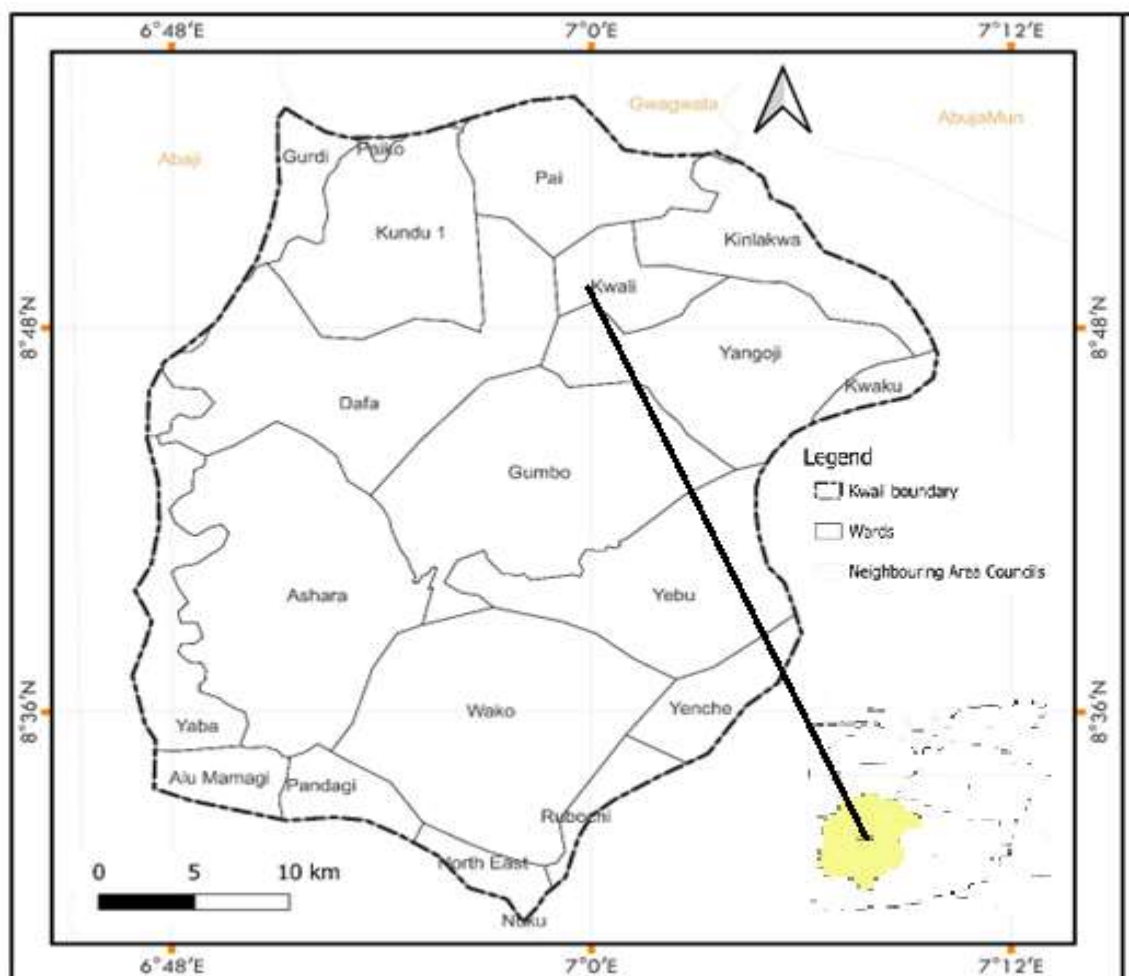 6°48'E 7°0'E 7°12'E
Gwagwala
AbujaMun
Abaji
Gurdi
Paiko
Pai
Kundu 1
Kinlakwa
Kwali
8°48'N
8°48'N
Yangoji
Kwaku
Dafa
Gumbo
Legend
Kwali boundary
Wards
Neighbouring Area Councils
Ashara
Yebu
8°36'N
8°36'N
Wako
Yenche
Yaba
Alu Mamagi
Pandagi
Rubochi
North East
Nuku
0 5 10 km
6°48'E 7°0'E 7°12'E